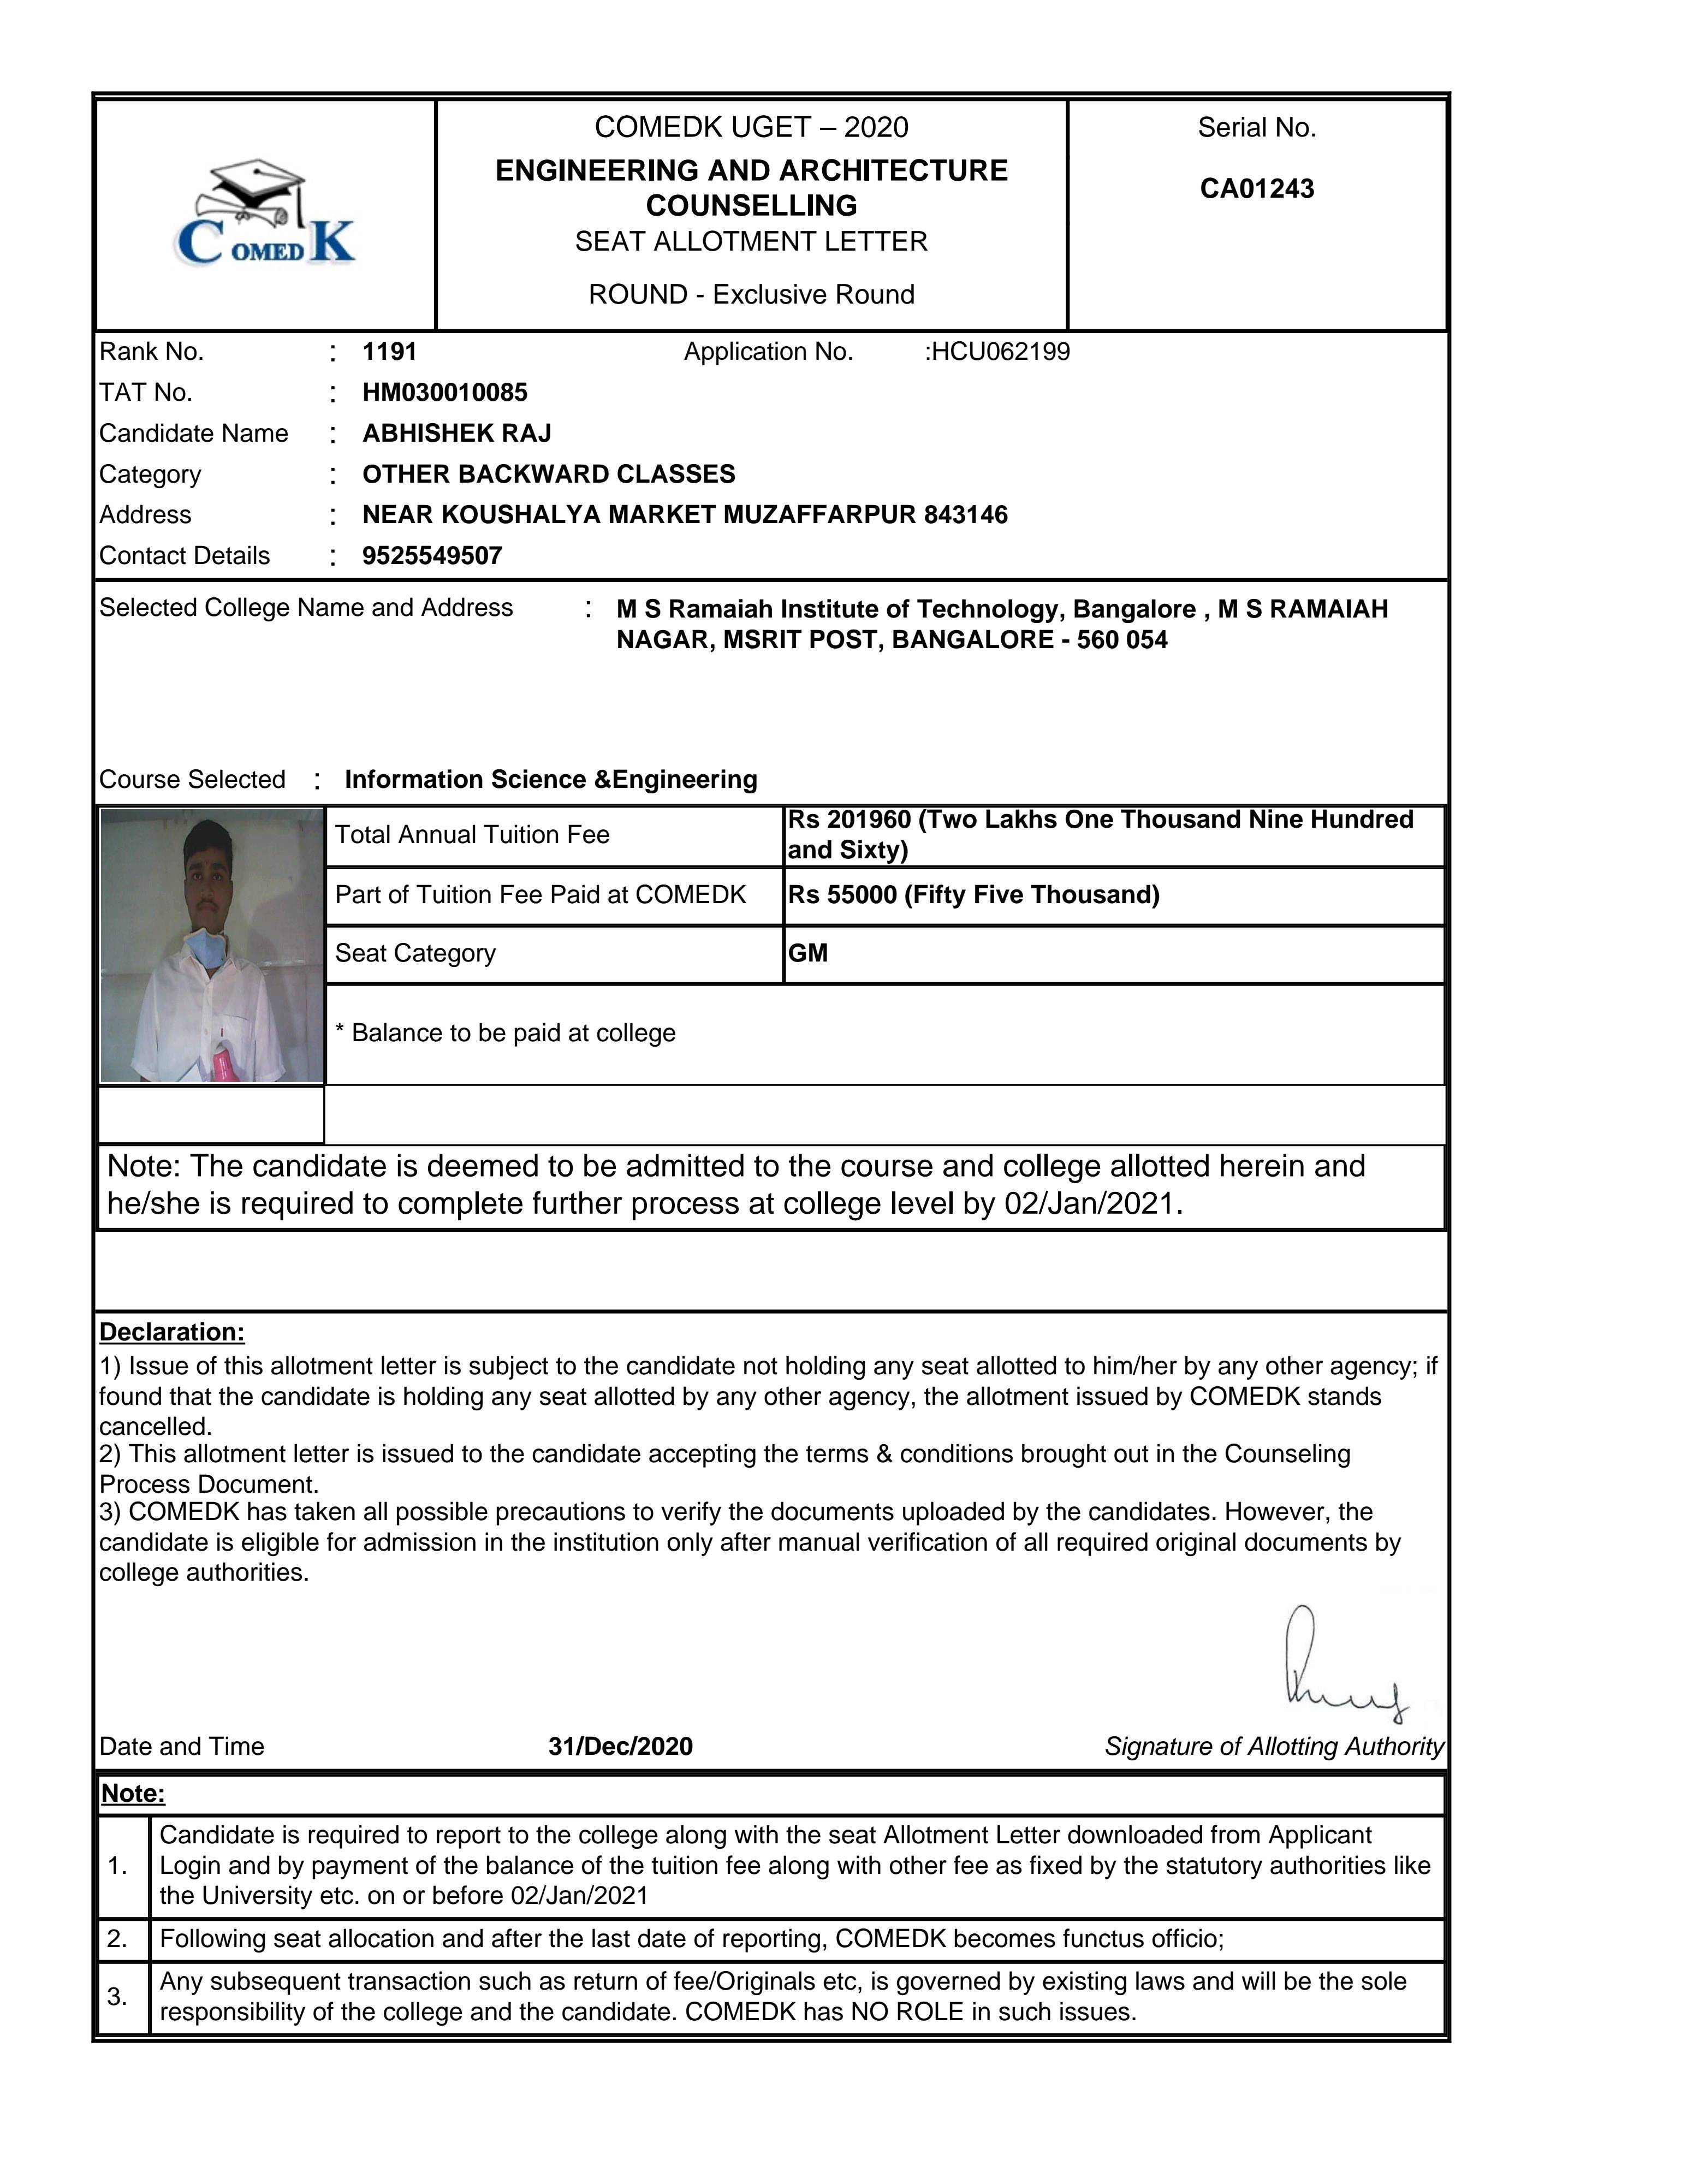 COMEDK
COMEDK UGET – 2020
ENGINEERING AND ARCHITECTURE
COUNSELLING
SEAT ALLOTMENT LETTER
ROUND - Exclusive Round
Serial No.
CA01243
Rank No. : 1191 Application No. :HCU062199
TAT No. : HM030010085
Candidate Name : ABHISHEK RAJ
Category : OTHER BACKWARD CLASSES
Address : NEAR KOUSHALYA MARKET MUZAFFARPUR 843146
Contact Details : 9525549507
Selected College Name and Address : M S Ramaiah Institute of Technology, Bangalore , M S RAMAIAH
NAGAR, MSRIT POST, BANGALORE - 560 054
Course Selected : Information Science &Engineering
Total Annual Tuition Fee Rs 201960 (Two Lakhs One Thousand Nine Hundred
and Sixty)
Part of Tuition Fee Paid at COMEDK Rs 55000 (Fifty Five Thousand)
Seat Category GM
* Balance to be paid at college
Note: The candidate is deemed to be admitted to the course and college allotted herein and
he/she is required to complete further process at college level by 02/Jan/2021.
Declaration:
1) Issue of this allotment letter is subject to the candidate not holding any seat allotted to him/her by any other agency; if
found that the candidate is holding any seat allotted by any other agency, the allotment issued by COMEDK stands
cancelled.
2) This allotment letter is issued to the candidate accepting the terms & conditions brought out in the Counseling
Process Document.
3) COMEDK has taken all possible precautions to verify the documents uploaded by the candidates. However, the
candidate is eligible for admission in the institution only after manual verification of all required original documents by
college authorities.
Date and Time 31/Dec/2020 Signature of Allotting Authority
Note:
1. Candidate is required to report to the college along with the seat Allotment Letter downloaded from Applicant
Login and by payment of the balance of the tuition fee along with other fee as fixed by the statutory authorities like
the University etc. on or before 02/Jan/2021
2. Following seat allocation and after the last date of reporting, COMEDK becomes functus officio;
3. Any subsequent transaction such as return of fee/Originals etc, is governed by existing laws and will be the sole
responsibility of the college and the candidate. COMEDK has NO ROLE in such issues.